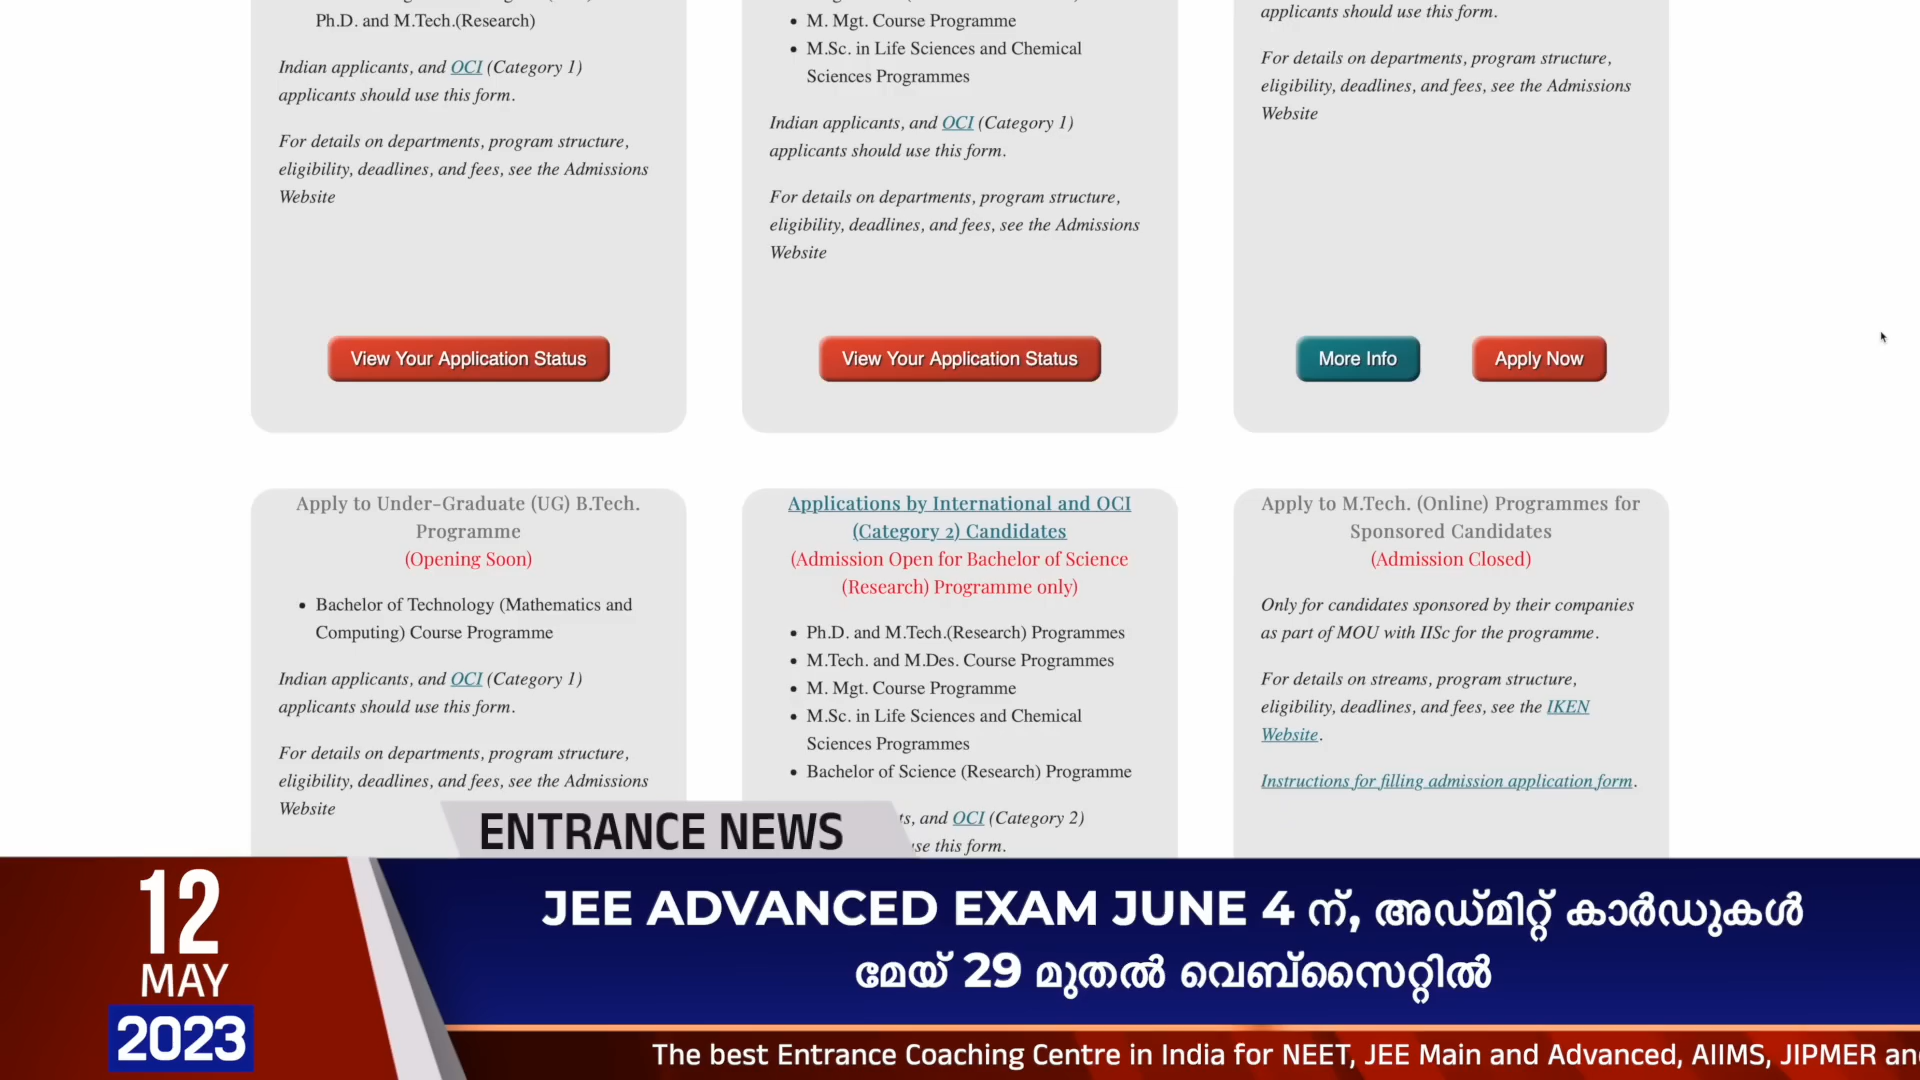 Ph.D. and M.Tech.(Research)
Indian applicants, and OCI (Category 1)
applicants should use this form.
For details on departments, program structure,
eligibility, deadlines, and fees, see the Admissions
Website
View Your Application Status
M. Mgt. Course Programme
M.Sc. in Life Sciences and Chemical
Sciences Programmes
Indian applicants, and OCI (Category 1)
applicants should use this form.
For details on departments, program structure,
eligibility, deadlines, and fees, see the Admissions
Website
View Your Application Status
applicants should use this form.
For details on departments, program structure,
eligibility, deadlines, and fees, see the Admissions
Website
More Info
Apply Now
Apply to Under-Graduate (UG) B.Tech.
Programme
(Opening Soon)
Bachelor of Technology (Mathematics and
Computing) Course Programme
Indian applicants, and OCI (Category 1)
applicants should use this form.
For details on departments, program structure,
eligibility, deadlines, and fees, see the Admissions
Website
Applications by International and OCI
(Category 2) Candidates
(Admission Open for Bachelor of Science
(Research) Programme only)
Ph.D. and M.Tech.(Research) Programmes
M.Tech. and M.Des. Course Programmes
M. Mgt. Course Programme
M.Sc. in Life Sciences and Chemical
Sciences Programmes
Bachelor of Science (Research) Programme
and OCI (Category 2)
this form.
Apply to M.Tech. (Online) Programmes for
Sponsored Candidates
(Admission Closed)
Only for candidates sponsored by their companies
as part of MOU with IISc for the programme.
For details on streams, program structure,
eligibility, deadlines, and fees, see the IKEN
Website.
Instructions for filling admission application form.
ENTRANCE NEWS
12
MAY
2023
JEE ADVANCED EXAM JUNE 4 ന്, അഡ്മിറ്റ് കാർഡുകൾ
മേയ് 29 മുതൽ വെബ്സൈറ്റിൽ
The best Entrance Coaching Centre in India for NEET, JEE Main and Advanced, AIIMS, JIPMER